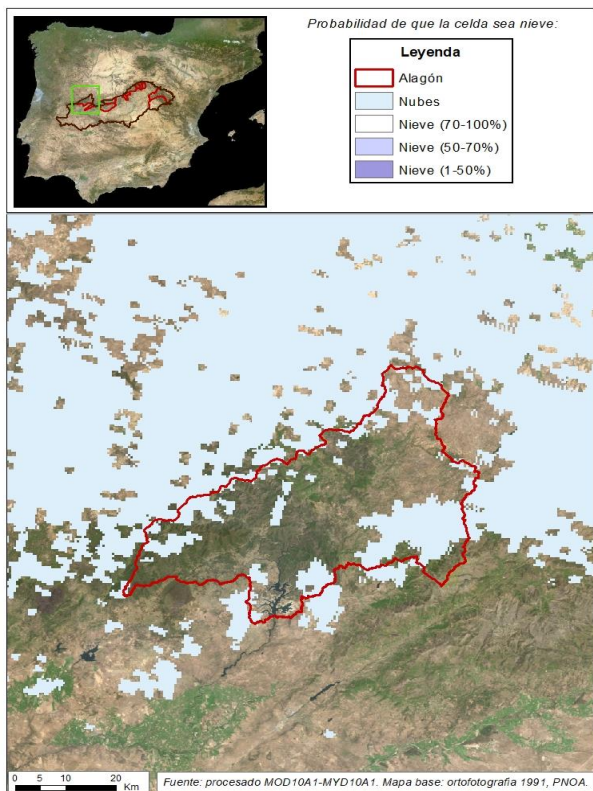 Probabilidad de que la celda sea nieve:
Leyenda
Alagón
Nubes
Nieve (70-100%)
Nieve (50-70%)
Nieve (1-50%)
0 5 10 20
Km
Fuente: procesado MOD10A1-MYD10A1. Mapa base: ortofotografía 1991, PNOA.